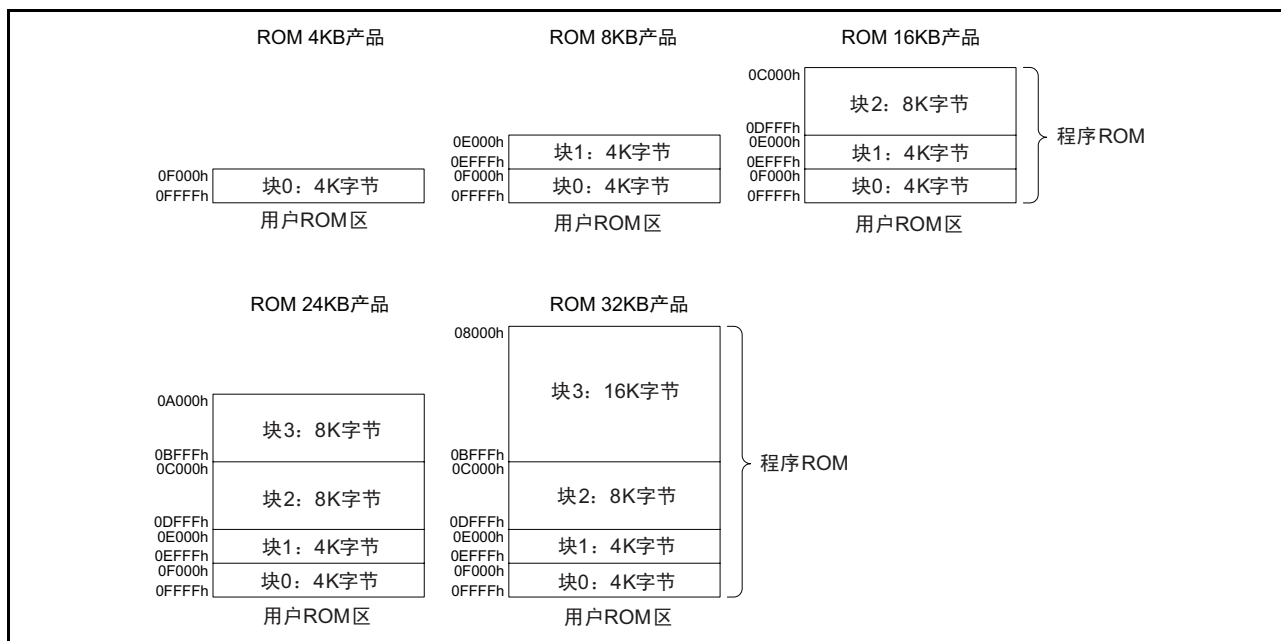 ROM 4KB产品
0F000h
块0：4K字节
0FFFFh
用户ROM区
ROM 8KB产品
0E000h
块1：4K字节
0EFFFh
0F000h
块0：4K字节
0FFFFh
用户ROM区
ROM 16KB产品
0C000h
块2：8K字节
0DFFFh
0E000h
块1：4K字节
0EFFFh
0F000h
块0：4K字节
0FFFFh
用户ROM区
程序ROM
ROM 24KB产品
0A000h
块3：8K字节
0BFFFh
0C000h
块2：8K字节
0DFFFh
0E000h
块1：4K字节
0EFFFh
0F000h
块0：4K字节
0FFFFh
用户ROM区
ROM 32KB产品
08000h
块3：16K字节
0BFFFh
0C000h
块2：8K字节
0DFFFh
0E000h
块1：4K字节
0EFFFh
0F000h
块0：4K字节
0FFFFh
用户ROM区
程序ROM